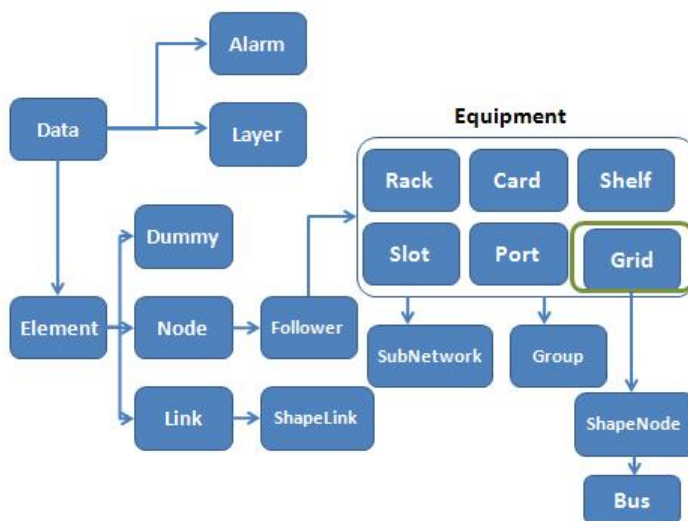 Alarm
Data
Layer
Equipment
Rack
Card
Shelf
Slot
Port
Grid
Dummy
Element
Node
Follower
SubNetwork
Group
Link
ShapeLink
ShapeNode
Bus